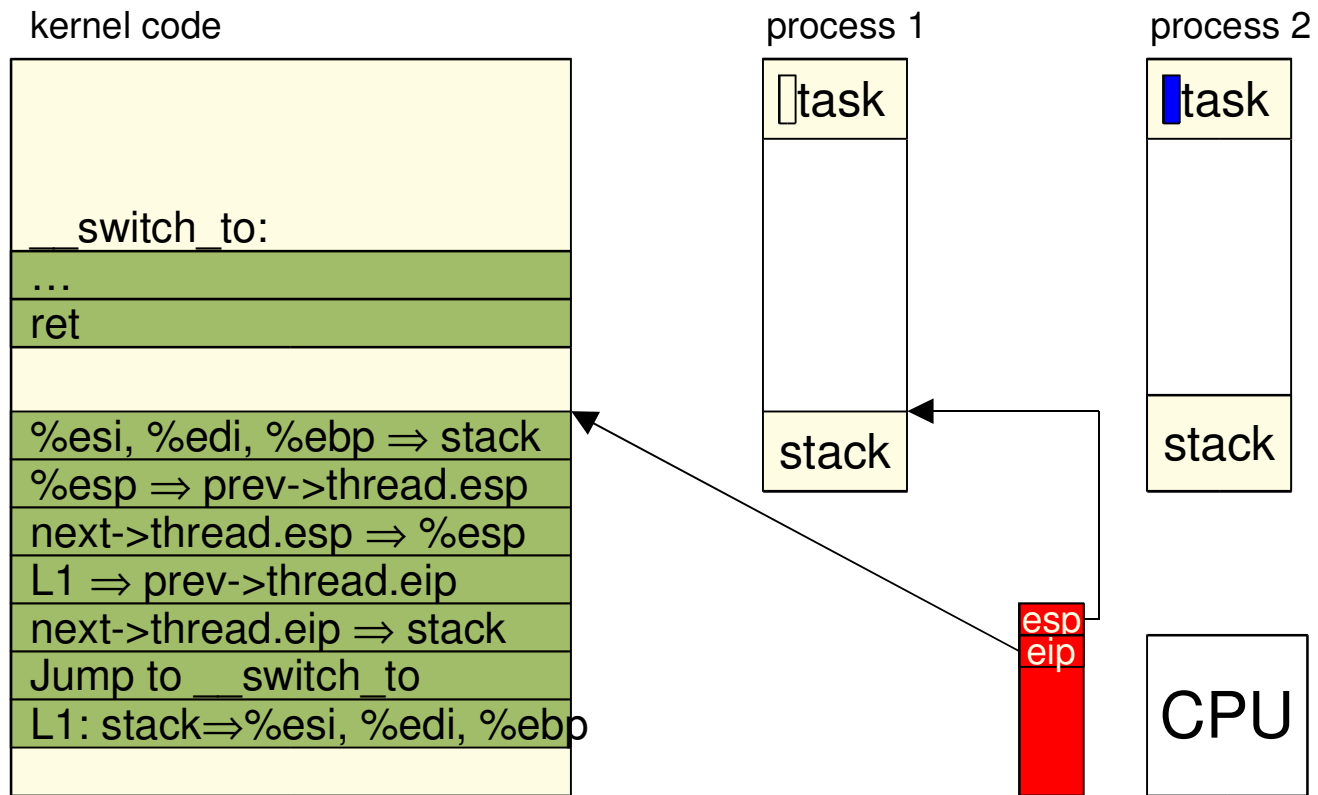 kernel code
process 1
process 2
task
task
__switch_to:
…
ret
%esi, %edi, %ebp ⇒ stack
%esp ⇒ prev->thread.esp
next->thread.esp ⇒ %esp
L1 ⇒ prev->thread.eip
next->thread.eip ⇒ stack
Jump to __switch_to
L1: stack⇒%esi, %edi, %ebp
stack
stack
esp
eip
CPU